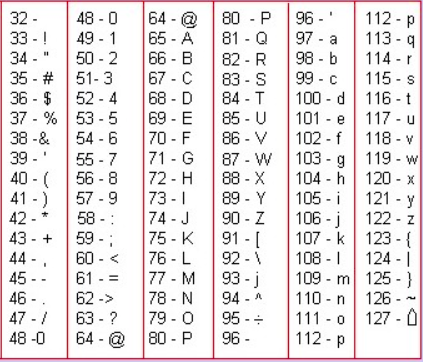 32 -
33 - !
34 - "
35 - #
36 - $
37 - %
38 -&
39 - '
40 - (
41 - )
42 - *
43 - +
44 - ,
45 --
46 - .
47 - /
48 -0
48 - 0
49 - 1
50 - 2
51- 3
52 - 4
53 - 5
54 - 6
55 - 7
56 - 8
57 - 9
58 - :
59 - ;
60 - <
61 - =
62 ->
63 - ?
64 - @
64 - @
65 - A
66 - B
67 - C
68 - D
69 - E
70 - F
71 - G
72 - H
73 - I
74 - J
75 - K
76 - L
77 - M
78 - N
79 - O
80 - P
80 - P
81 - Q
82 - R
83 - S
84 - T
85 - U
86 - V
87 - W
88 - X
89 - Y
90 - Z
91 - [
92 - \
93 - j
94 - ^
95 - ÷
96 -
96 - '
97 - a
98 - b
99 - c
100 - d
101 - e
102 - f
103 - g
104 - h
105 - i
106 - j
107 - k
108 - l
109 - m
110 - n
111 - o
112 - p
112 - p
113 - q
114 - r
115 - s
116 - t
117 - u
118 - v
119 - w
120 - x
121 - y
122 - z
123 - {
124 - |
125 - }
126 - ~
127 - ⌂